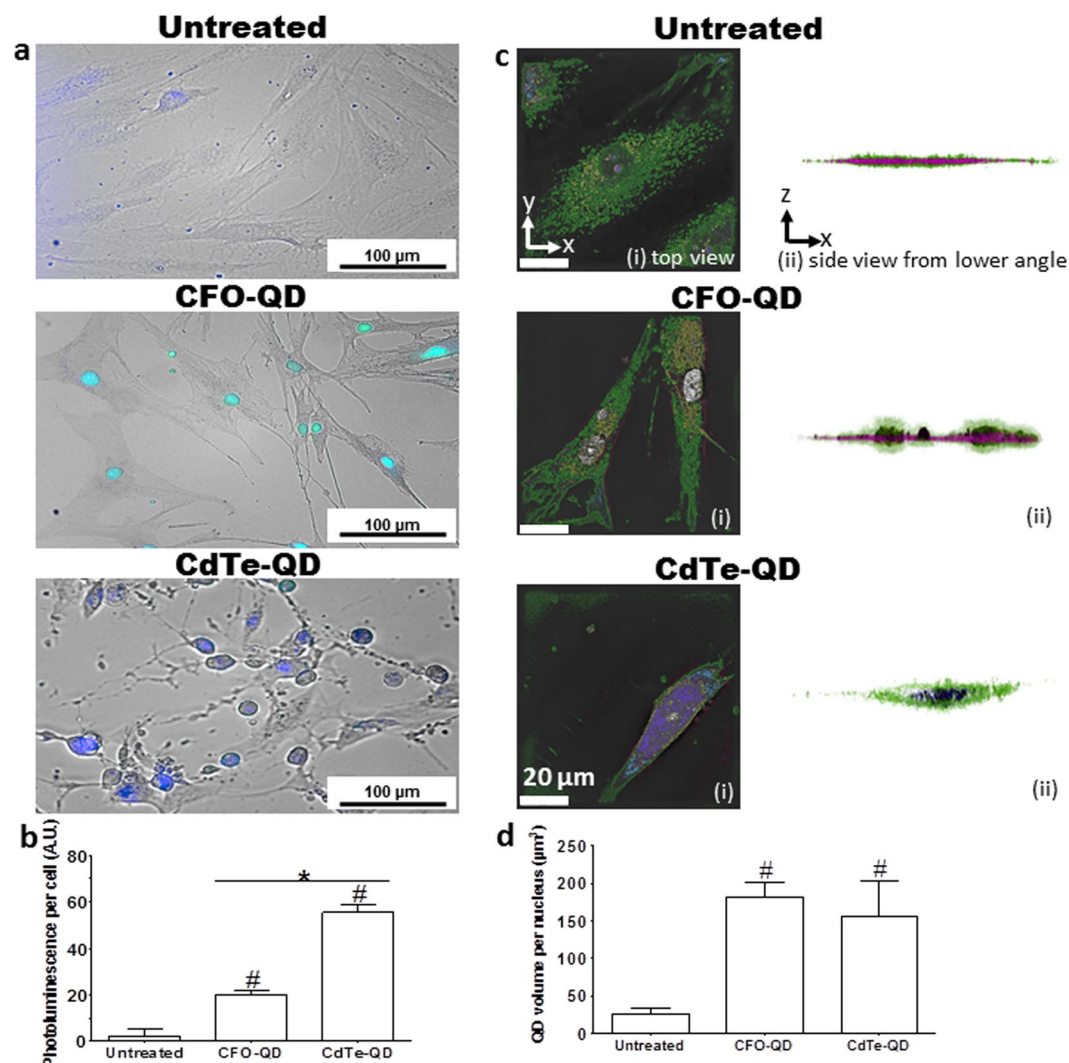 Untreated
a
100 µm
CFO-QD
100 µm
CdTe-QD
100 µm
b
Photoluminescence per cell (A.U.)
80
60
40
20
0
*
#
#
Untreated
CFO-QD
CdTe-QD
Untreated
c
y
x
(i) top view
z
x
(ii) side view from lower angle
CFO-QD
(i)
(ii)
CdTe-QD
20 µm
(i)
(ii)
d
QD volume per nucleus (µm³)
250
200
150
100
50
0
#
#
Untreated
CFO-QD
CdTe-QD